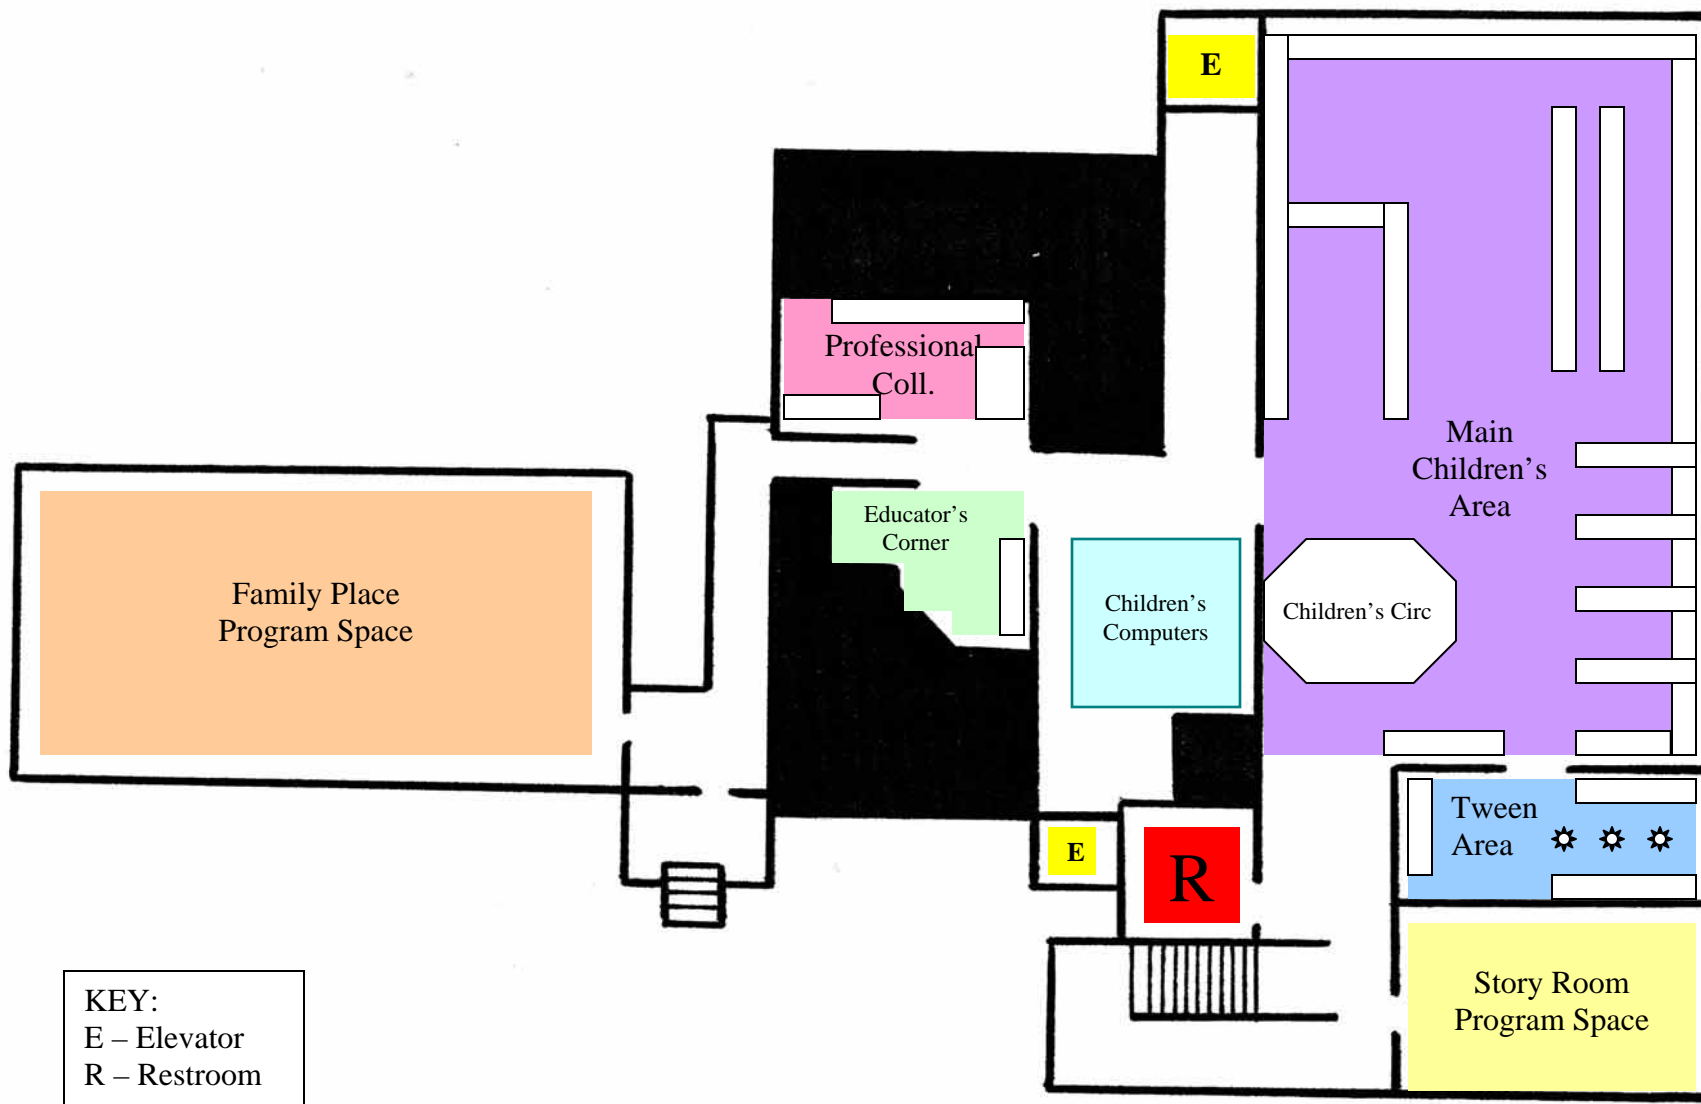 E
Professional
Coll.
Main
Children's
Area
Educator's
Corner
Family Place
Program Space
Children's
Computers
Children's Circ
Tween
Area
E
R
Story Room
Program Space
KEY:
E – Elevator
R – Restroom